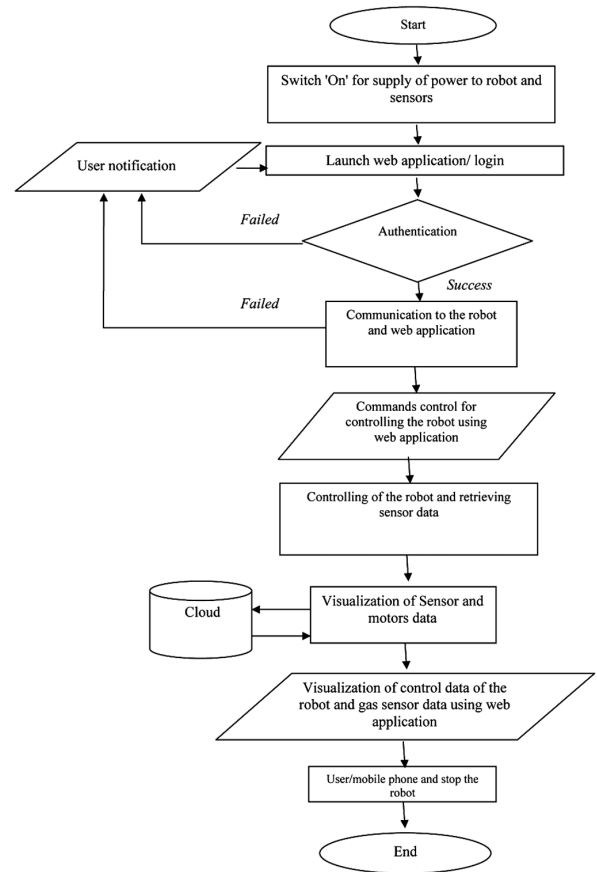 Start
Switch 'On' for supply of power to robot and
sensors
User notification
Launch web application/ login
Failed
Authentication
Success
Failed
Communication to the robot
and web application
Commands control for
controlling the robot using
web application
Controlling of the robot and retrieving
sensor data
Cloud
Visualization of Sensor and
motors data
Visualization of control data of the
robot and gas sensor data using web
application
User/mobile phone and stop the
robot
End